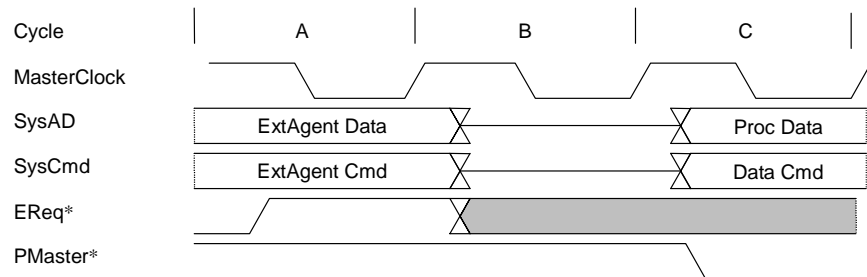 Cycle A B C
MasterClock
SysAD ExtAgent Data Proc Data
SysCmd ExtAgent Cmd Data Cmd
EReq*
PMaster*